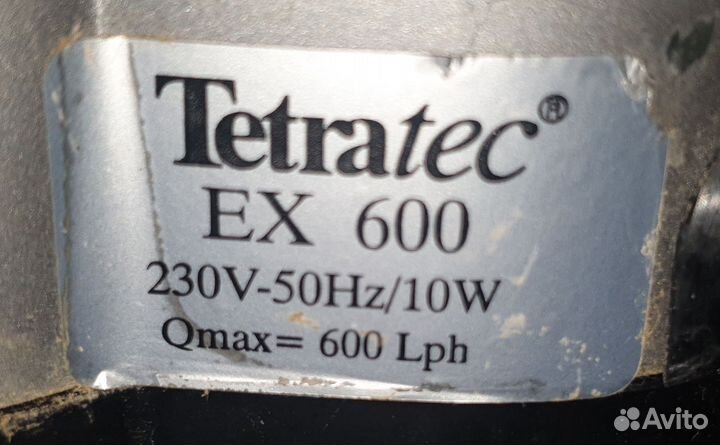 Tetratec®
EX 600
230V-50Hz/10W
Qmax= 600 Lph
Avito